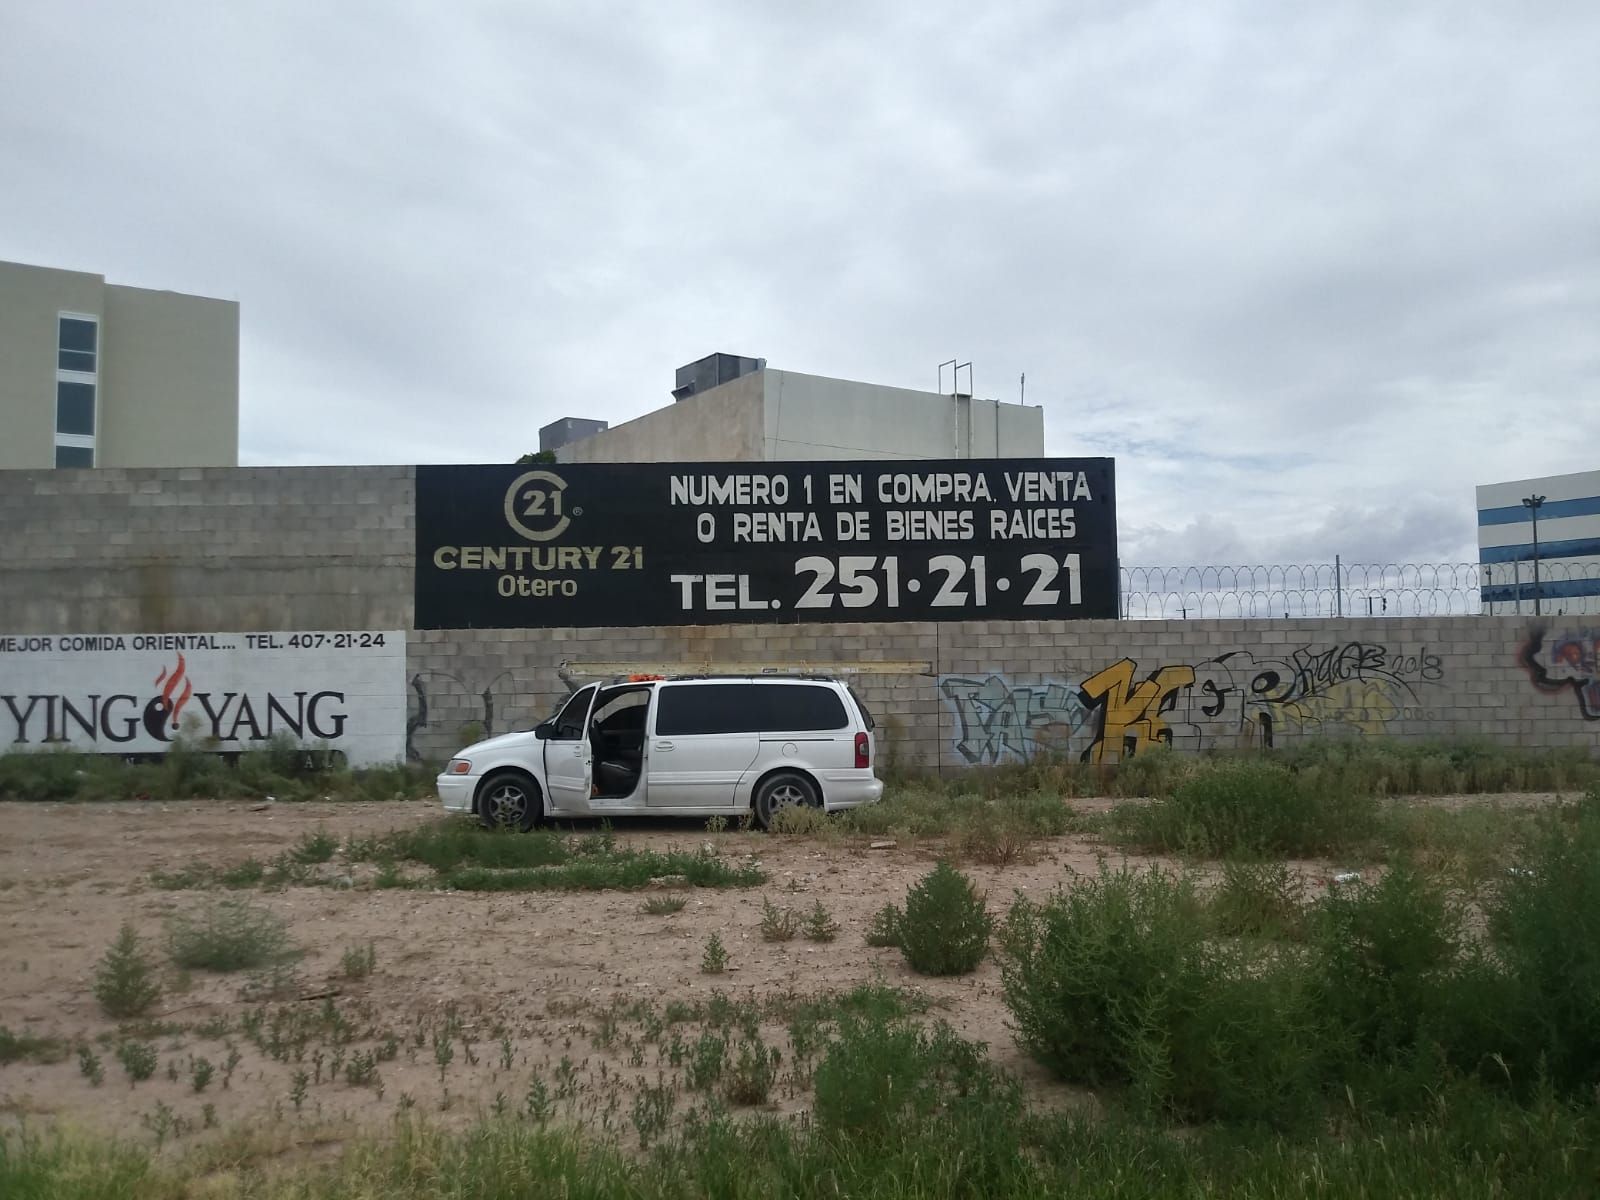 21®
CENTURY 21
Otero
NUMERO 1 EN COMPRA, VENTA
O RENTA DE BIENES RAICES
TEL. 251·21·21
MEJOR COMIDA ORIENTAL... TEL. 407·21·24
YING YANG